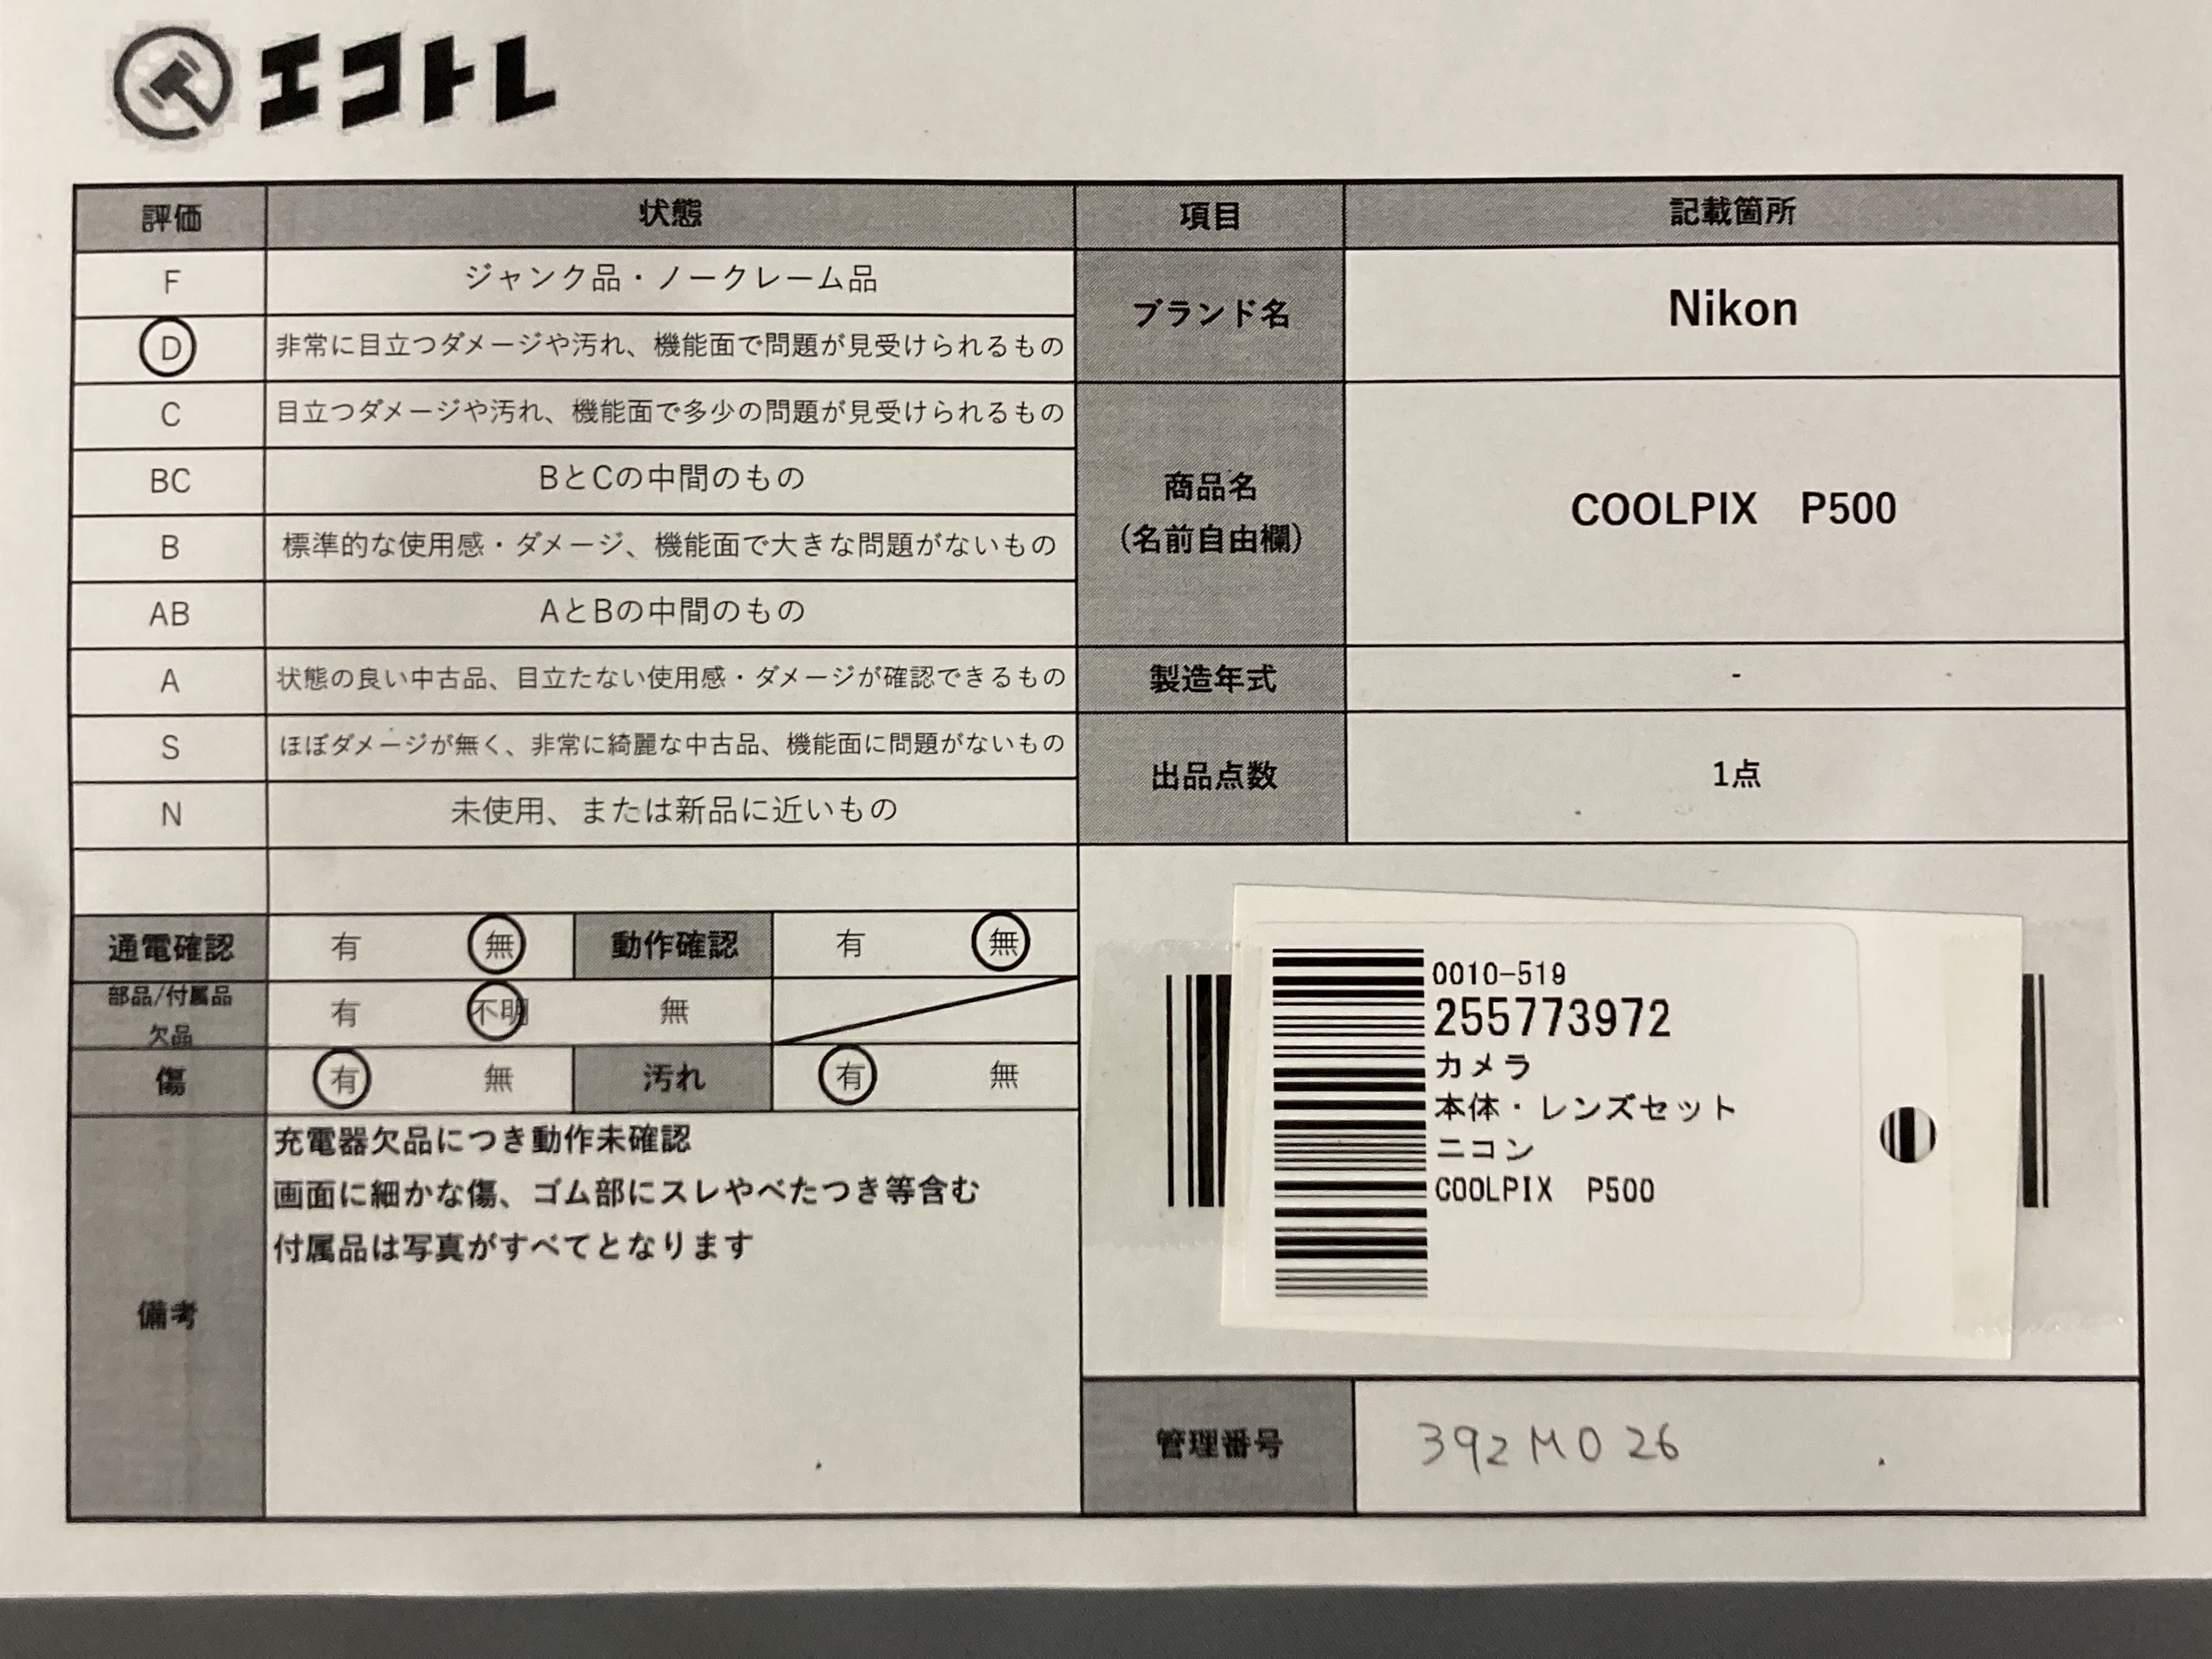 エコトレ
評価 状態 項目 記載箇所
F ジャンク品・ノークレーム品
D 非常に目立つダメージや汚れ、機能面で問題が見受けられるもの
ブランド名 Nikon
C 目立つダメージや汚れ、機能面で多少の問題が見受けられるもの
BC BとCの中間のもの
B 標準的な使用感・ダメージ、機能面で大きな問題がないもの
AB AとBの中間のもの
商品名
(名前自由欄)
COOLPIX P500
A 状態の良い中古品、目立たない使用感・ダメージが確認できるもの
製造年式 -
S ほぼダメージが無く、非常に綺麗な中古品、機能面に問題がないもの
N 未使用、または新品に近いもの
出品点数 1点
通電確認 有 無 動作確認 有 無
部品/付属品
欠品
有 不明 無
傷 有 無 汚れ 有 無
備考
充電器欠品につき動作未確認
画面に細かな傷、ゴム部にスレやべたつき等含む
付属品は写真がすべてとなります
0010-519
255773972
カメラ
本体・レンズセット
ニコン
COOLPIX P500
管理番号 392M026